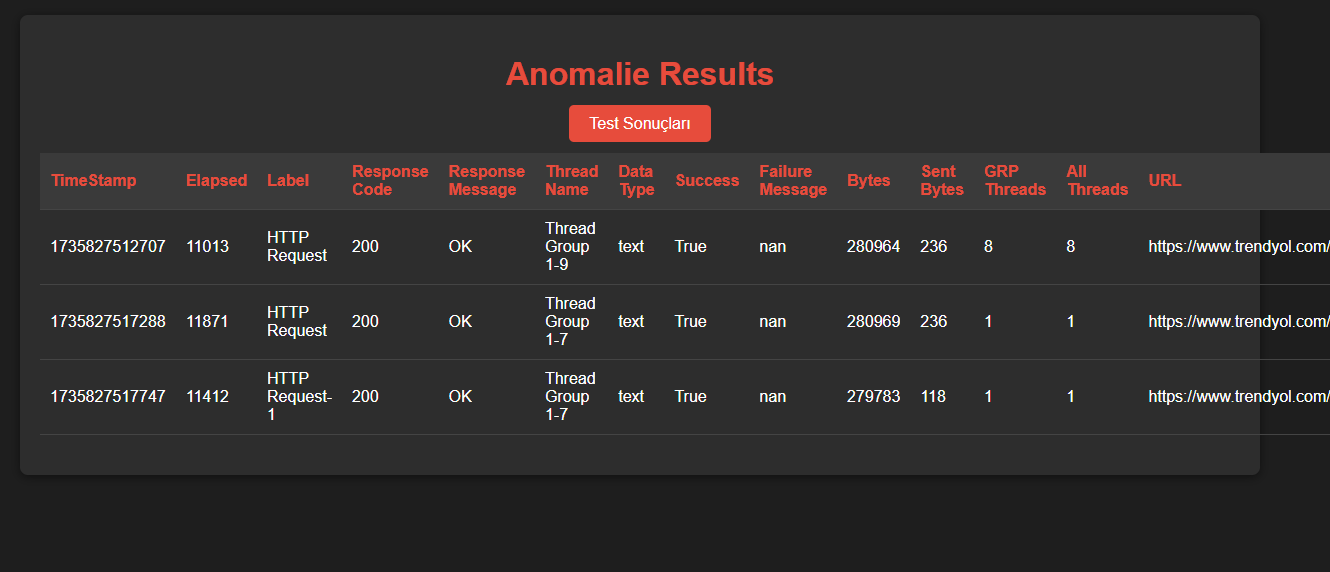 Anomalie Results
Test Sonuçları
TimeStamp Elapsed Label Response Code Response Message Thread Name Data Type Success Failure Message Bytes Sent Bytes GRP Threads All Threads URL
1735827512707 11013 HTTP Request 200 OK Thread Group 1-9 text True nan 280964 236 8 8 https://www.trendyol.com/
1735827517288 11871 HTTP Request 200 OK Thread Group 1-7 text True nan 280969 236 1 1 https://www.trendyol.com/
1735827517747 11412 HTTP Request-1 200 OK Thread Group 1-7 text True nan 279783 118 1 1 https://www.trendyol.com/